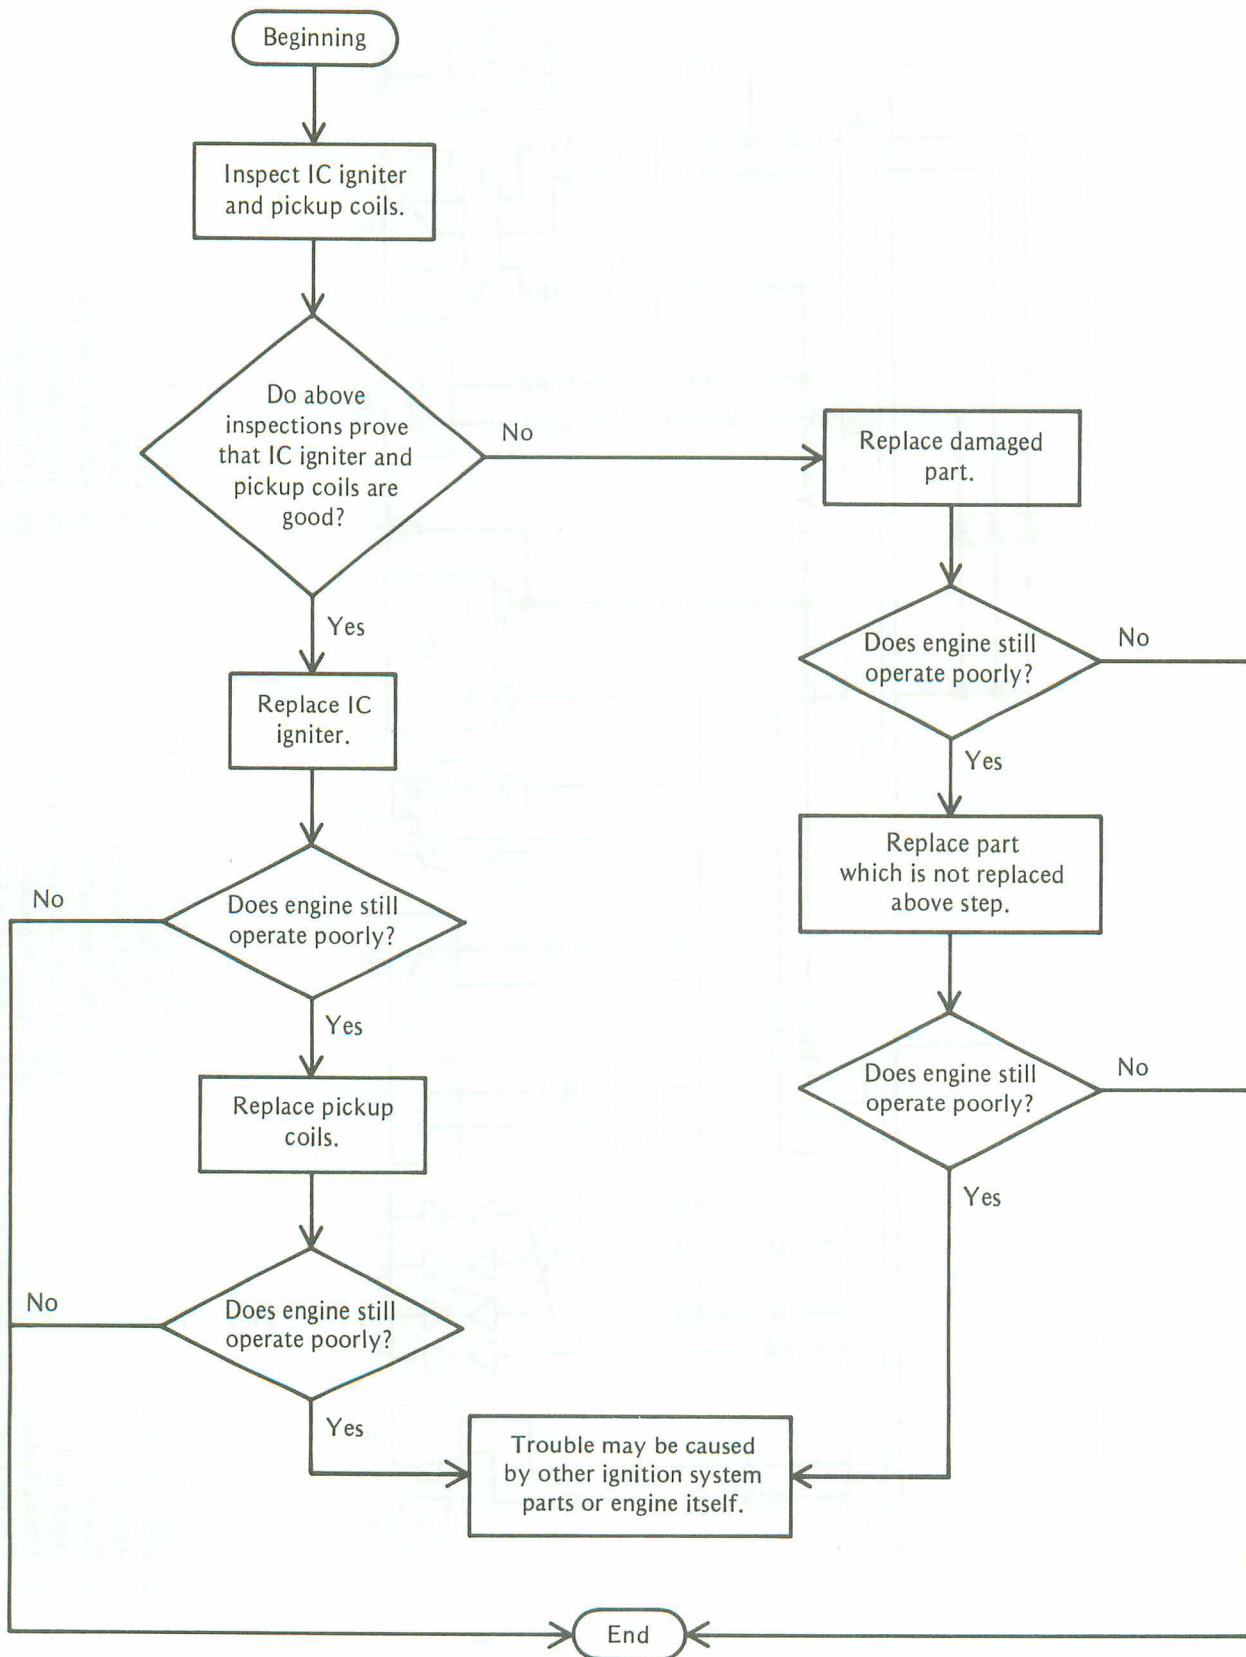 Beginning
Inspect IC igniter
and pickup coils.
Do above
inspections prove
that IC igniter and
pickup coils are
good?
No
Replace damaged
part.
Yes
Does engine still
operate poorly?
No
Replace IC
igniter.
Yes
Replace part
which is not replaced
above step.
No
Does engine still
operate poorly?
Yes
Does engine still
operate poorly?
No
Replace pickup
coils.
Yes
No
Does engine still
operate poorly?
Yes
Trouble may be caused
by other ignition system
parts or engine itself.
End